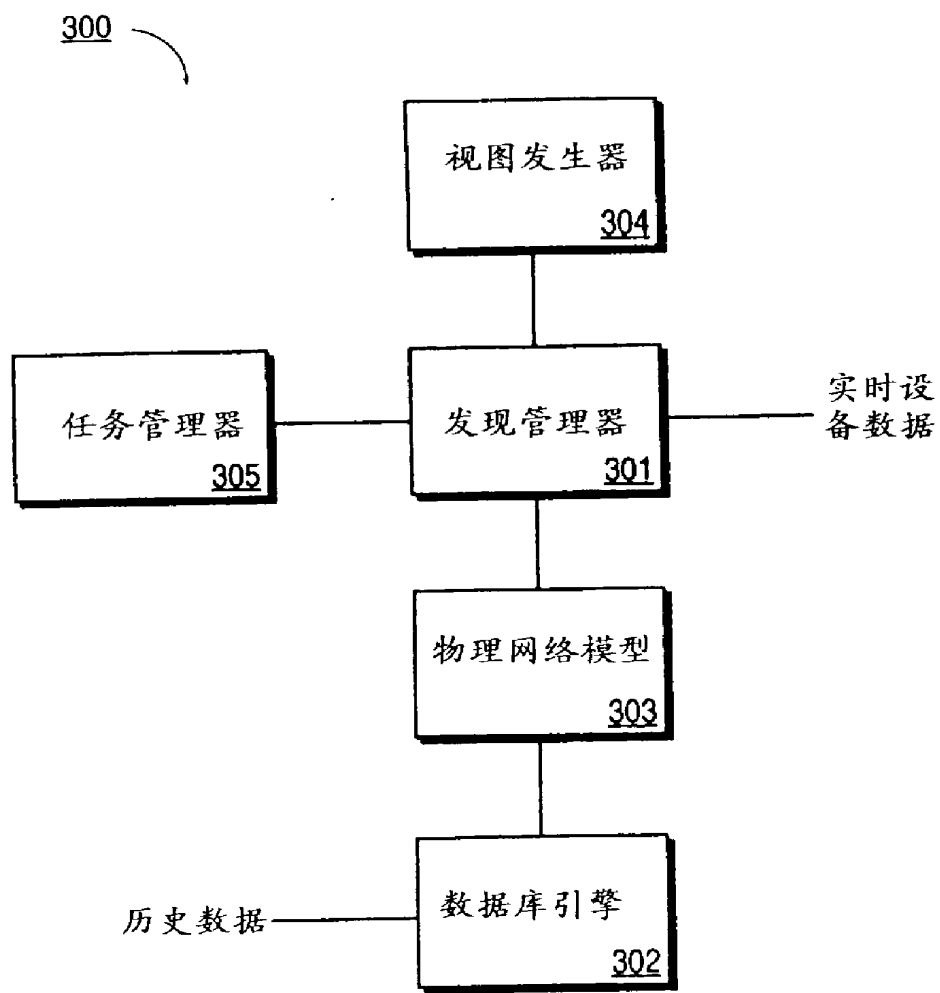 300
视图发生器
304
任务管理器
305
发现管理器
301
实时设
备数据
物理网络模型
303
历史数据
数据库引擎
302